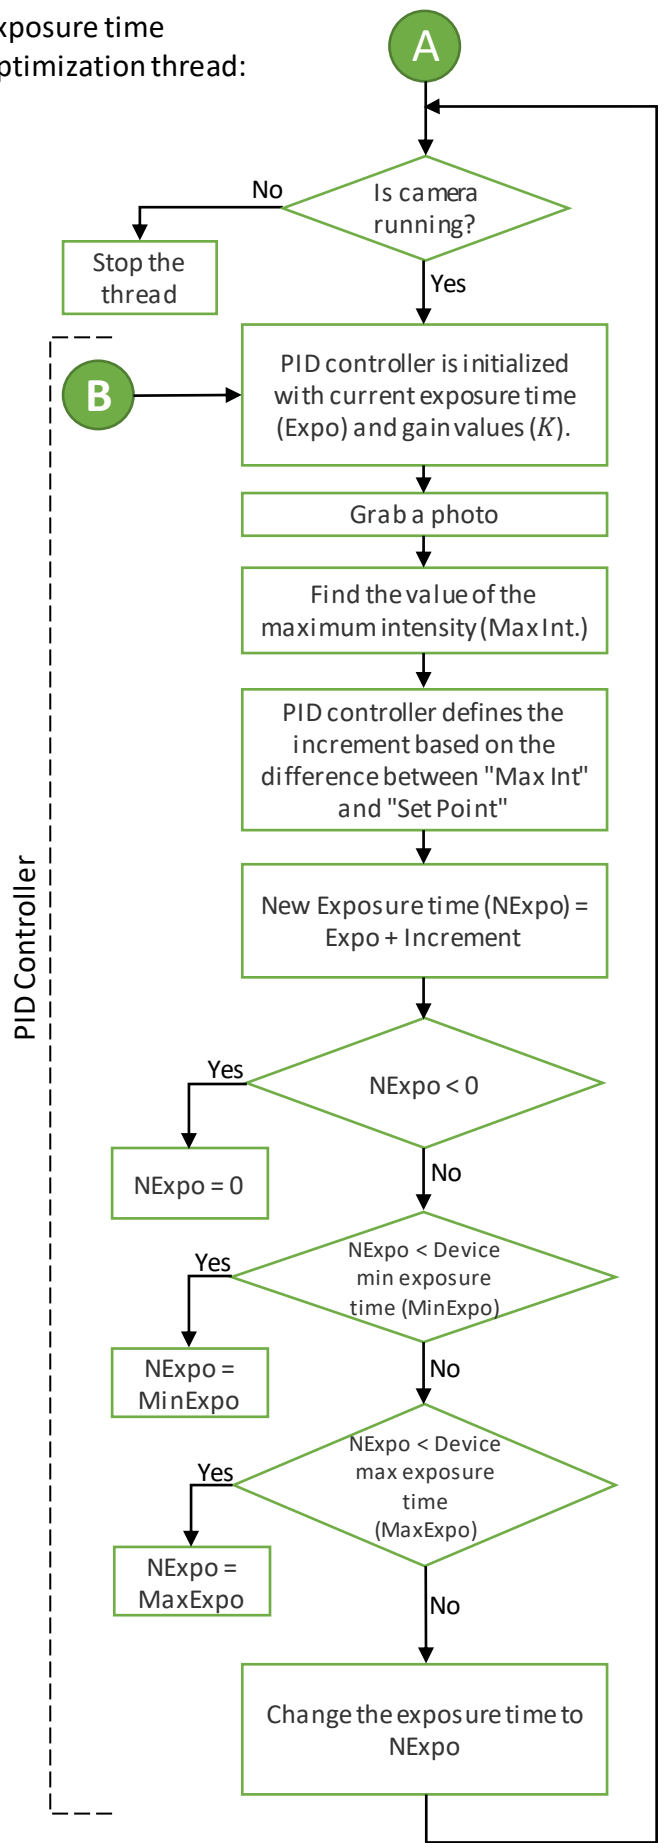 xposure time
ptimization thread:
A
Is camera
running?
No
Yes
Stop the
thread
B
PID controller is initialized
with current exposure time
(Expo) and gain values (K).
Grab a photo
Find the value of the
maximum intensity (Max Int.)
PID controller defines the
increment based on the
difference between "Max Int"
and "Set Point"
New Exposure time (NExpo) =
Expo + Increment
PID Controller
NExpo < 0
Yes
No
NExpo = 0
NExpo < Device
min exposure
time (MinExpo)
Yes
No
NExpo =
MinExpo
NExpo < Device
max exposure
time
(MaxExpo)
Yes
No
NExpo =
MaxExpo
Change the exposure time to
NExpo